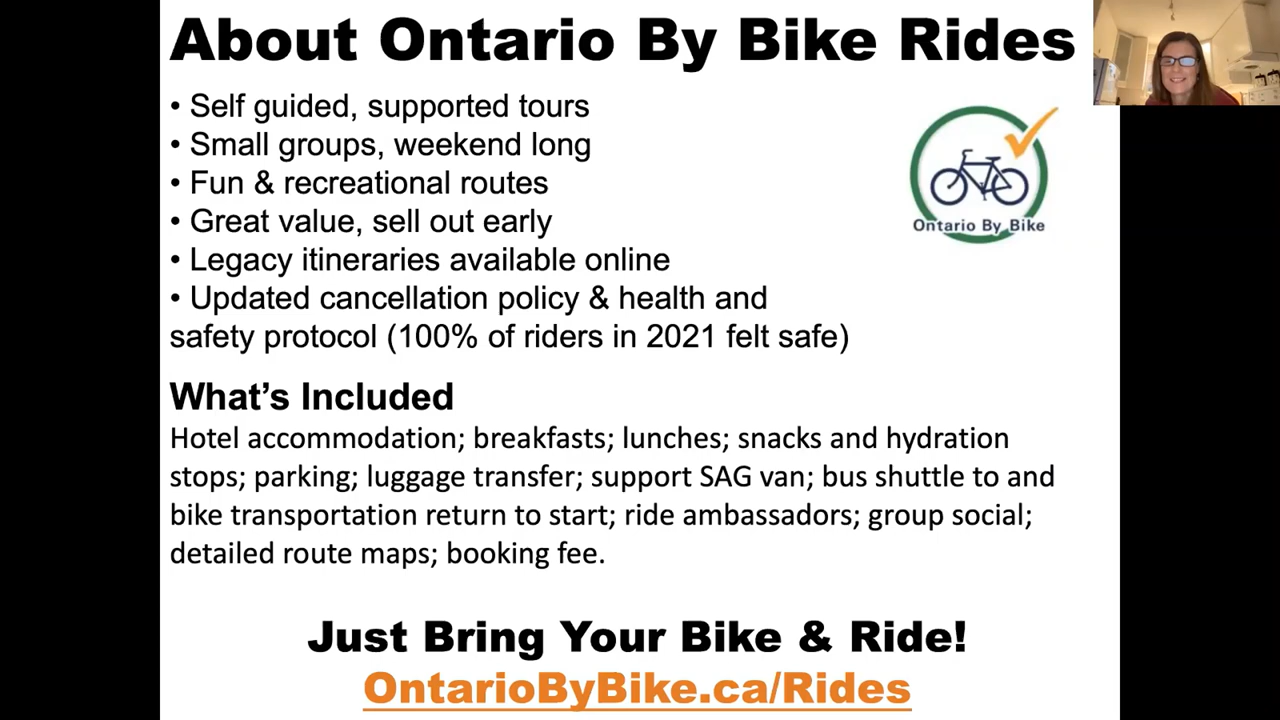 About Ontario By Bike Rides
• Self guided, supported tours
• Small groups, weekend long
• Fun & recreational routes
• Great value, sell out early
• Legacy itineraries available online
• Updated cancellation policy & health and
safety protocol (100% of riders in 2021 felt safe)
Ontario By Bike
What’s Included
Hotel accommodation; breakfasts; lunches; snacks and hydration
stops; parking; luggage transfer; support SAG van; bus shuttle to and
bike transportation return to start; ride ambassadors; group social;
detailed route maps; booking fee.
Just Bring Your Bike & Ride!
OntarioByBike.ca/Rides